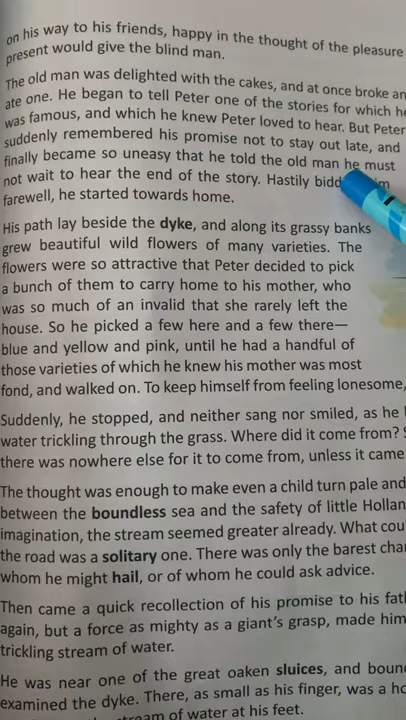 on his way to his friends, happy in the thought of the pleasure
present would give the blind man.
The old man was delighted with the cakes, and at once broke an
ate one. He began to tell Peter one of the stories for which he
was famous, and which he knew Peter loved to hear. But Peter
suddenly remembered his promise not to stay out late, and
finally became so uneasy that he told the old man he must
not wait to hear the end of the story. Hastily bidd
farewell, he started towards home.
His path lay beside the dyke, and along its grassy banks
grew beautiful wild flowers of many varieties. The
flowers were so attractive that Peter decided to pick
a bunch of them to carry home to his mother, who
was so much of an invalid that she rarely left the
house. So he picked a few here and a few there—
blue and yellow and pink, until he had a handful of
those varieties of which he knew his mother was most
fond, and walked on. To keep himself from feeling lonesome,
Suddenly, he stopped, and neither sang nor smiled, as he
water trickling through the grass. Where did it come from?
there was nowhere else for it to come from, unless it came
The thought was enough to make even a child turn pale and
between the boundless sea and the safety of little Hollan
imagination, the stream seemed greater already. What cou
the road was a solitary one. There was only the barest cha
whom he might hail, or of whom he could ask advice.
Then came a quick recollection of his promise to his fat
again, but a force as mighty as a giant's grasp, made him
trickling stream of water.
He was near one of the great oaken sluices, and boun
examined the dyke. There, as small as his finger, was a ho
stream of water at his feet.